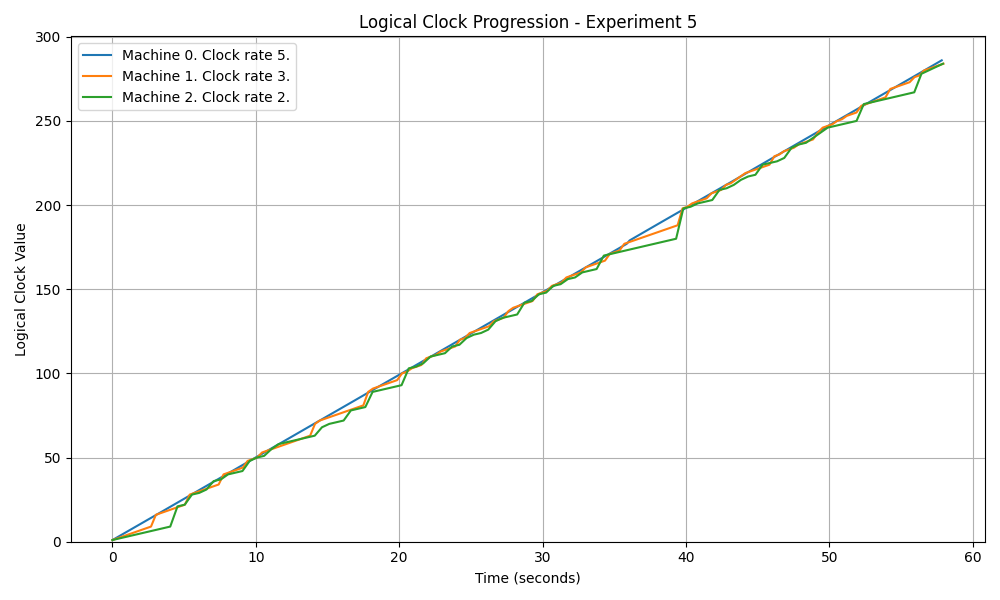 Logical Clock Progression - Experiment 5
Machine 0. Clock rate 5.
Machine 1. Clock rate 3.
Machine 2. Clock rate 2.
Logical Clock Value
300
250
200
150
100
50
0
0 10 20 30 40 50 60
Time (seconds)